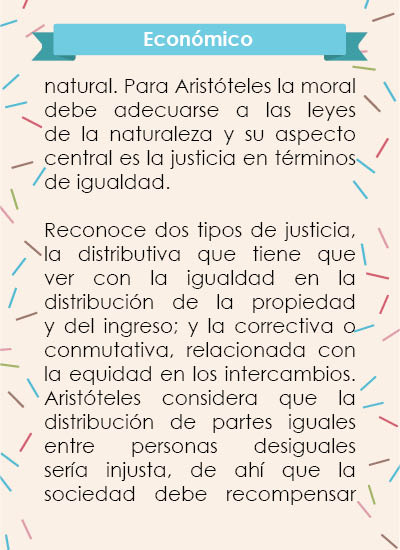 Económico
natural. Para Aristóteles la moral
debe adecuarse a las leyes
de la naturaleza y su aspecto
central es la justicia en términos
de igualdad.
Reconoce dos tipos de justicia,
la distributiva que tiene que
ver con la igualdad en la
distribución de la propiedad
y del ingreso; y la correctiva o
conmutativa, relacionada con
la equidad en los intercambios.
Aristóteles considera que la
distribución de partes iguales
entre personas desiguales
sería injusta, de ahí que la
sociedad debe recompensar